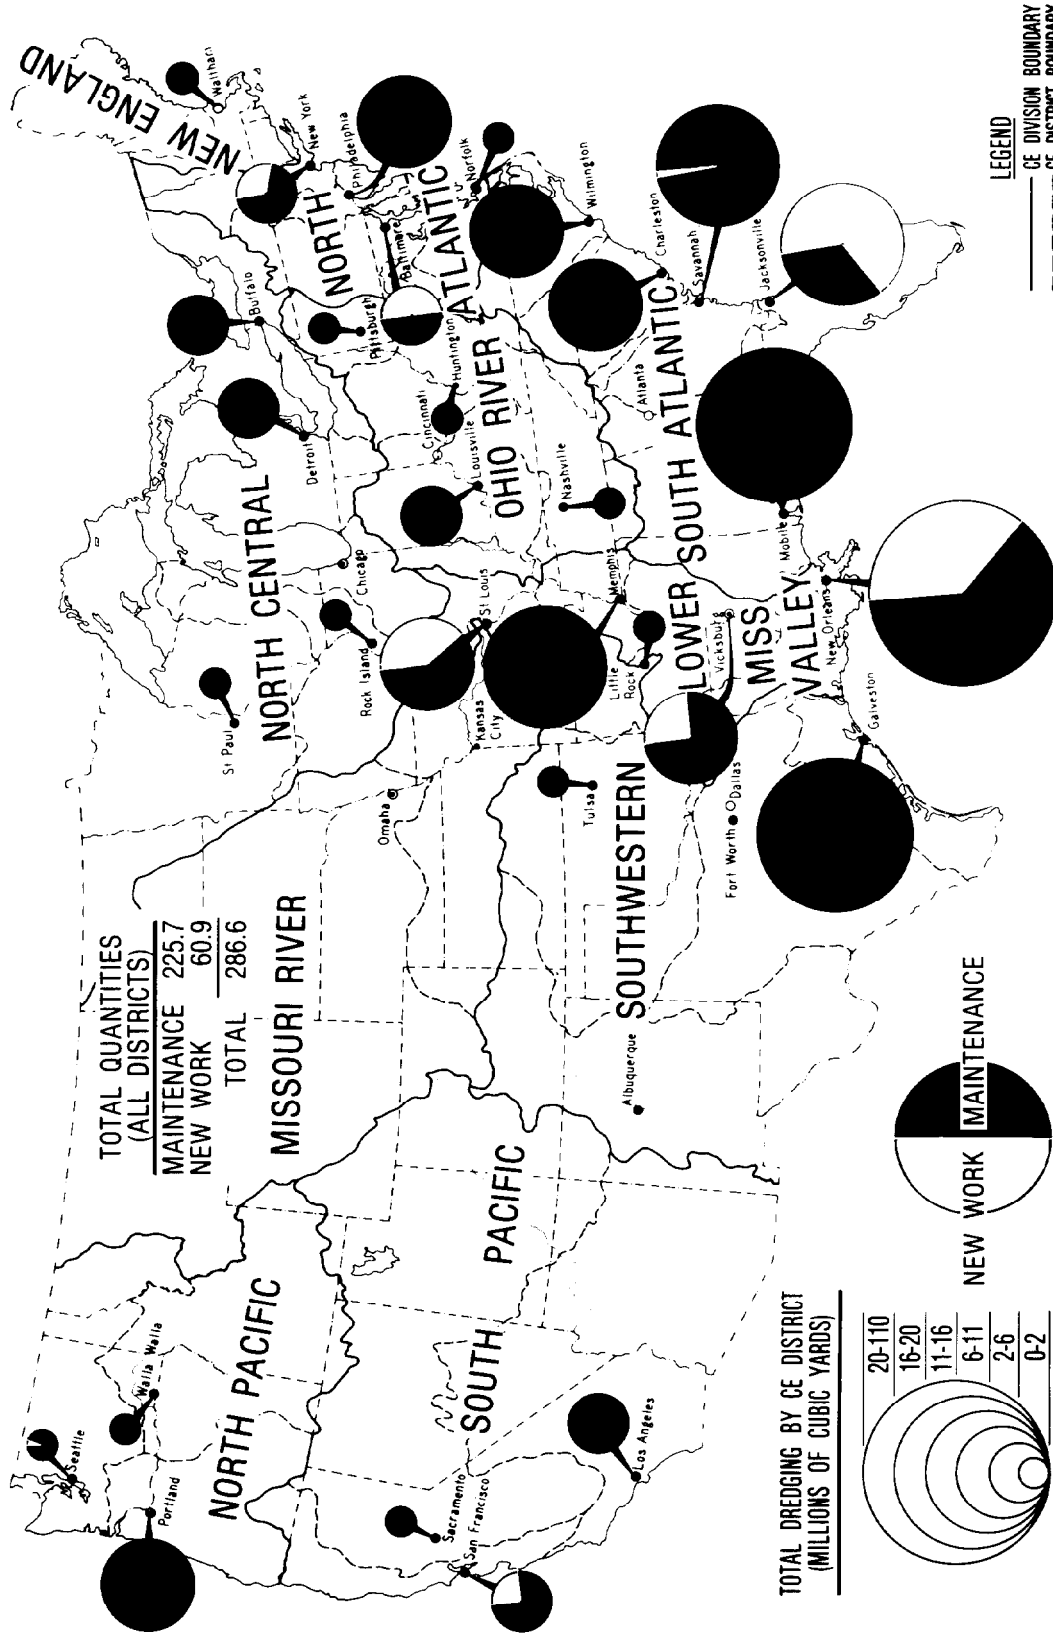 TOTAL QUANTITIES
(ALL DISTRICTS)
MAINTENANCE 225.7
NEW WORK 60.9
TOTAL 286.6
NEW ENGLAND
NORTH ATLANTIC
SOUTH ATLANTIC
OHIO RIVER
NORTH CENTRAL
LOWER MISS VALLEY
SOUTHWESTERN
MISSOURI RIVER
NORTH PACIFIC
SOUTH PACIFIC
Seattle
Walla Walla
Portland
Sacramento
San Francisco
Los Angeles
Albuquerque
Omaha
Kansas City
St Paul
Rock Island
Chicago
St Louis
Tulsa
Little Rock
Memphis
Fort Worth
Dallas
Vicksburg
Galveston
New Orleans
Mobile
Detroit
Buffalo
Pittsburgh
Cincinnati
Huntington
Louisville
Nashville
Atlanta
Waltham
New York
Philadelphia
Baltimore
Norfolk
Wilmington
Charleston
Savannah
Jacksonville
TOTAL DREDGING BY CE DISTRICT
(MILLIONS OF CUBIC YARDS)
20-110
16-20
11-16
6-11
2-6
0-2
NEW WORK MAINTENANCE
LEGEND
CE DIVISION BOUNDARY
CE DISTRICT BOUNDARY